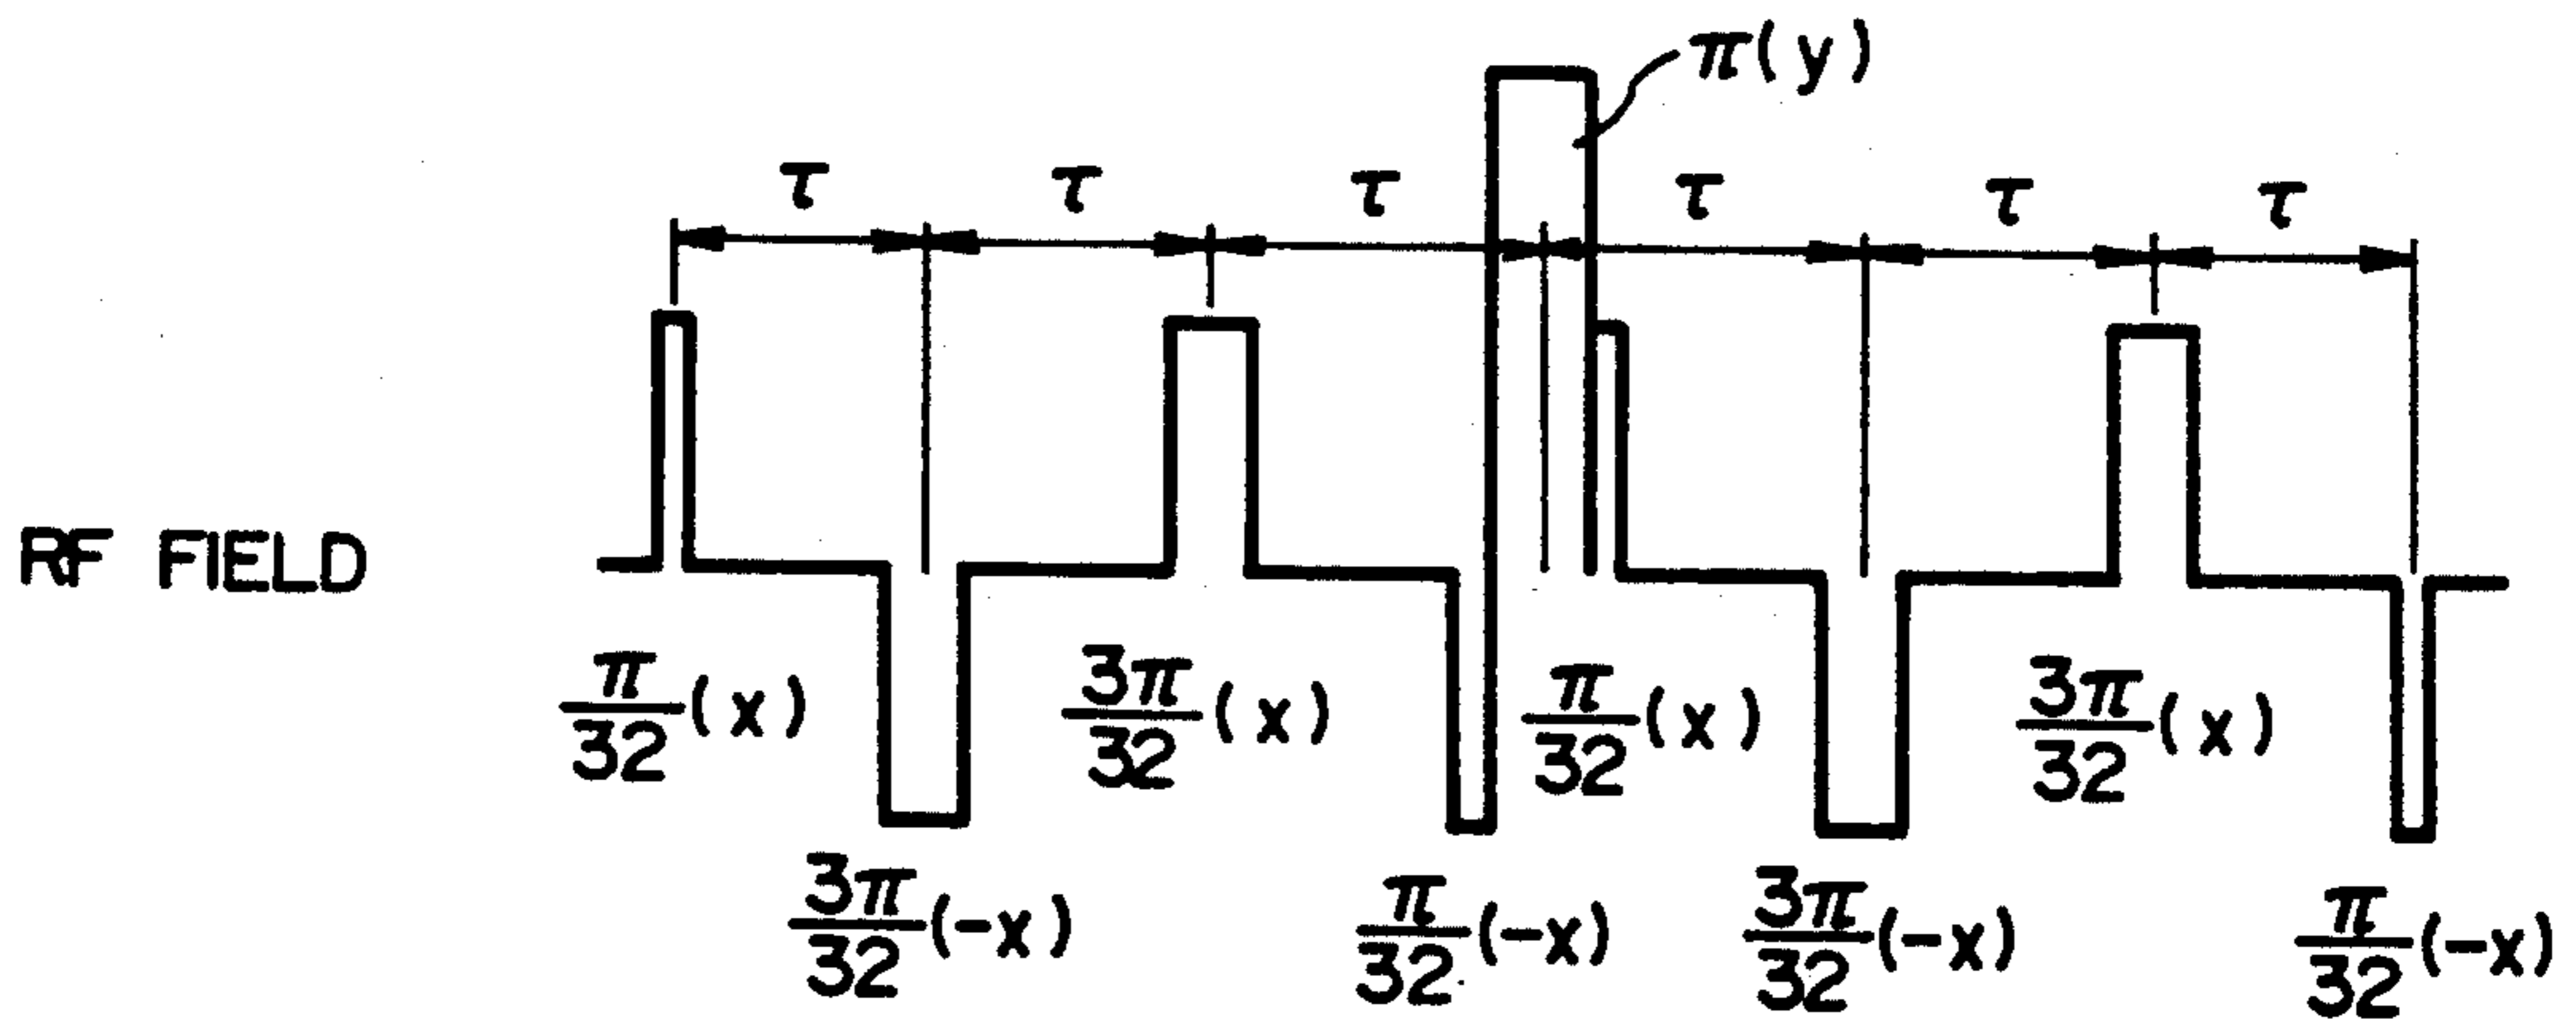 π(y)
τ τ τ τ τ τ
RF FIELD
π/32(x) 3π/32(x) π/32(x) 3π/32(x)
3π/32(-x) π/32(-x) 3π/32(-x) π/32(-x)